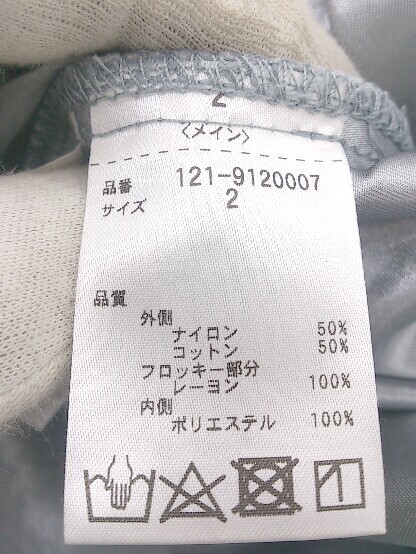 2
〈メイン〉
品番 121-9120007
サイズ 2
品質
外側
ナイロン 50%
コットン 50%
フロッキー部分
レーヨン 100%
内側
ポリエステル 100%